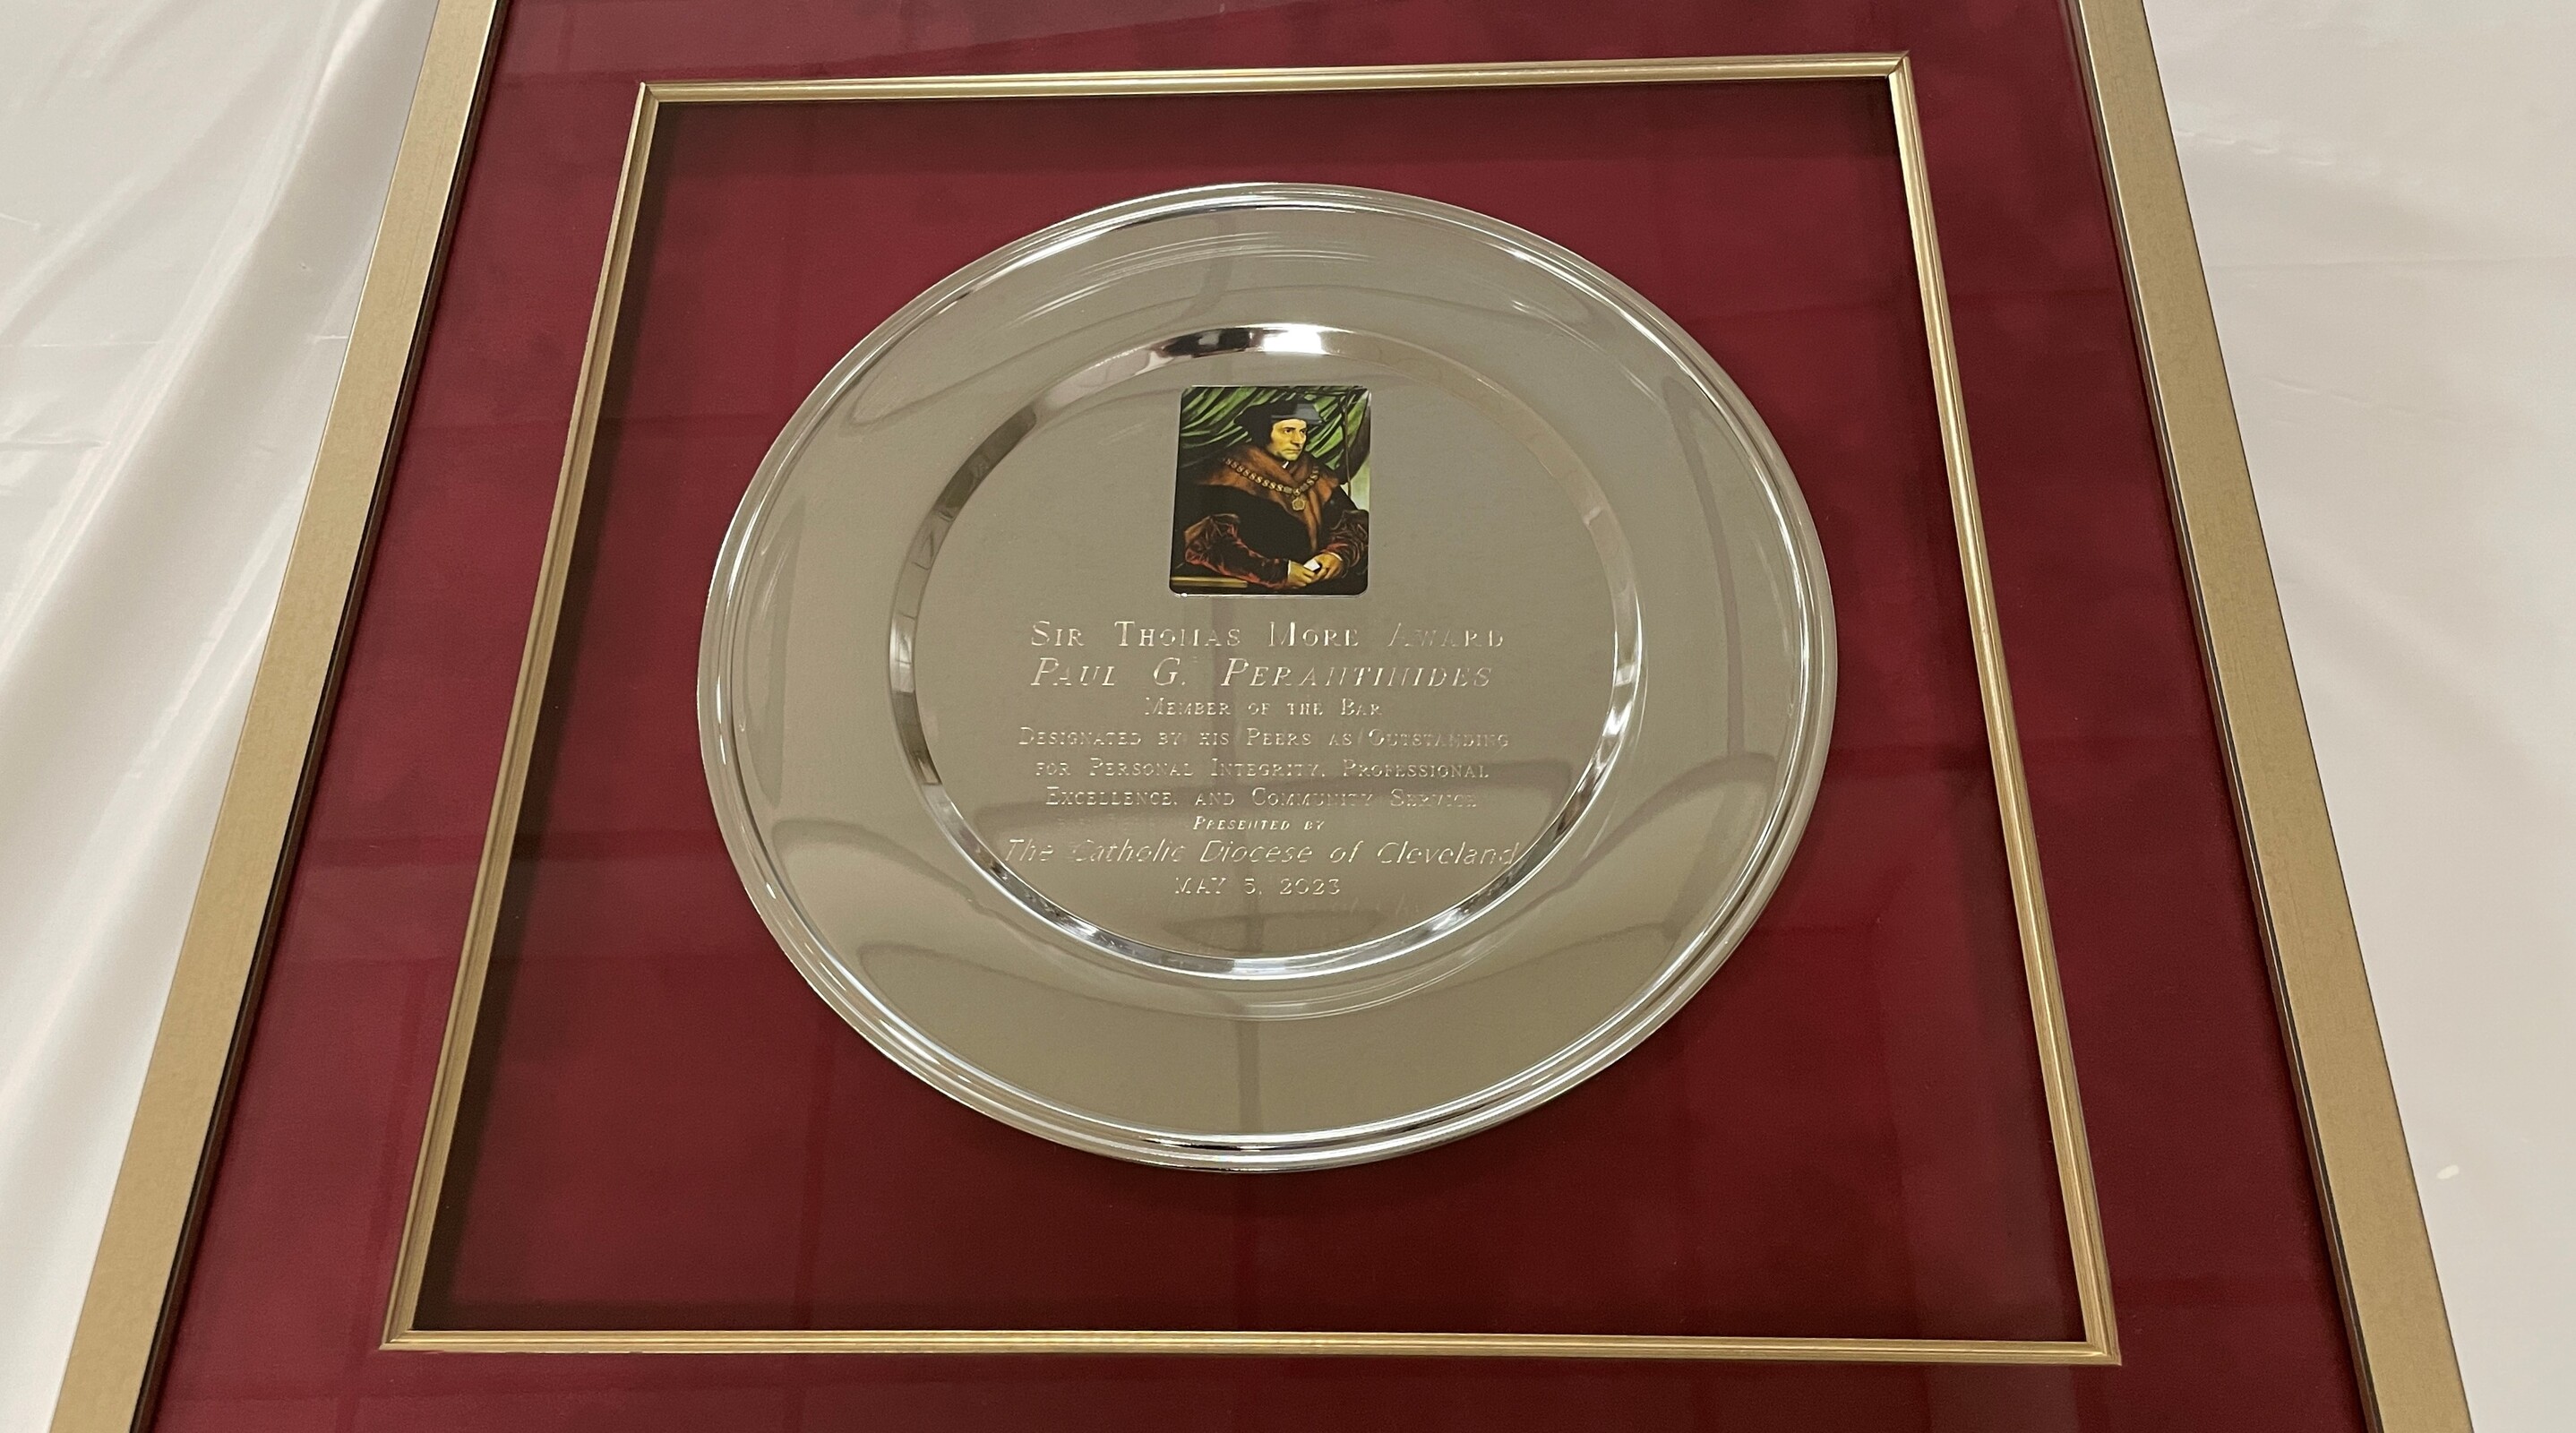 Sir Thomas More Award
Paul G. Perantinides
Member of the Bar
Designated by his Peers as Outstanding
for Personal Integrity, Professional
Excellence, and Community Service
Presented by
The Catholic Diocese of Cleveland
MAY 5, 2023